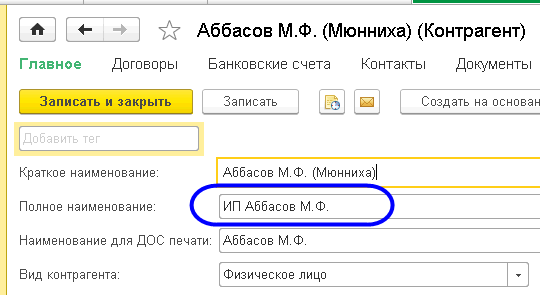 Аббасов М.Ф. (Мюнниха) (Контрагент)
Главное Договоры Банковские счета Контакты Документы
Записать и закрыть Записать Создать на основан
Добавить тег
Краткое наименование: Аббасов М.Ф. (Мюнниха)
Полное наименование: ИП Аббасов М.Ф.
Наименование для ДОС печати: Аббасов М.Ф.
Вид контрагента: Физическое лицо